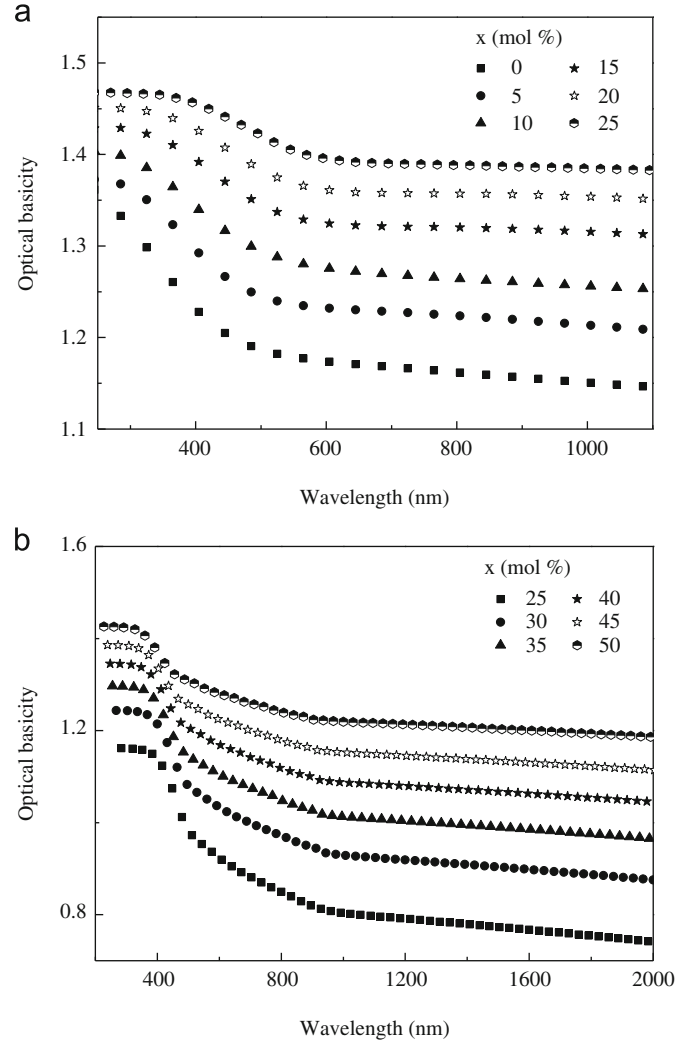 a
x (mol %)
0 15
5 20
10 25
1.5
1.4
1.3
1.2
1.1
Optical basicity
400 600 800 1000
Wavelength (nm)
b
1.6
x (mol %)
25 40
30 45
35 50
1.2
0.8
Optical basicity
400 800 1200 1600 2000
Wavelength (nm)